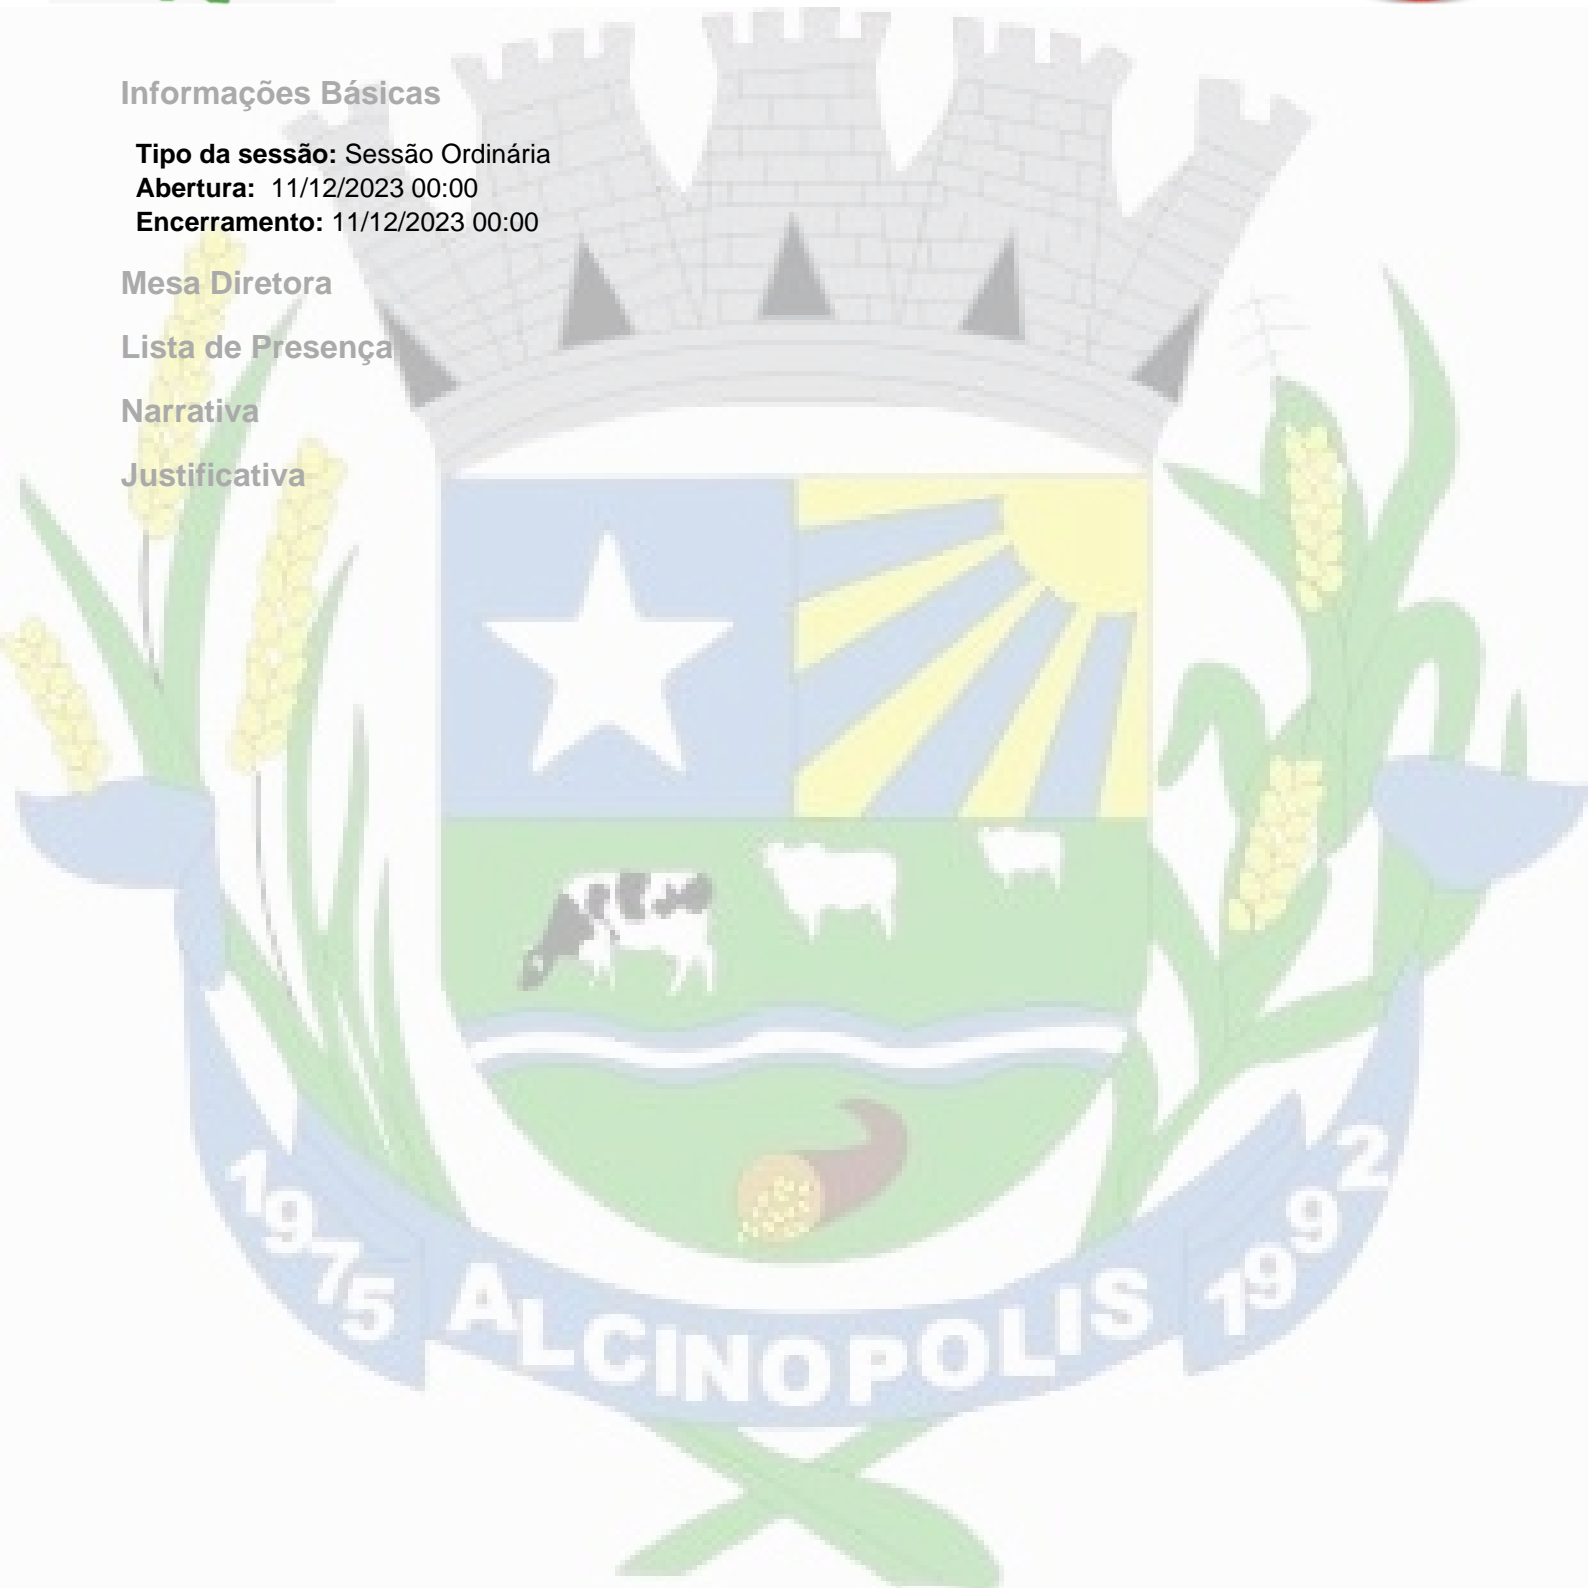 Informações Básicas
Tipo da sessão: Sessão Ordinária
Abertura: 11/12/2023 00:00
Encerramento: 11/12/2023 00:00
Mesa Diretora
Lista de Presença
Narrativa
Justificativa
1975 ALCINOPOLIS 1992